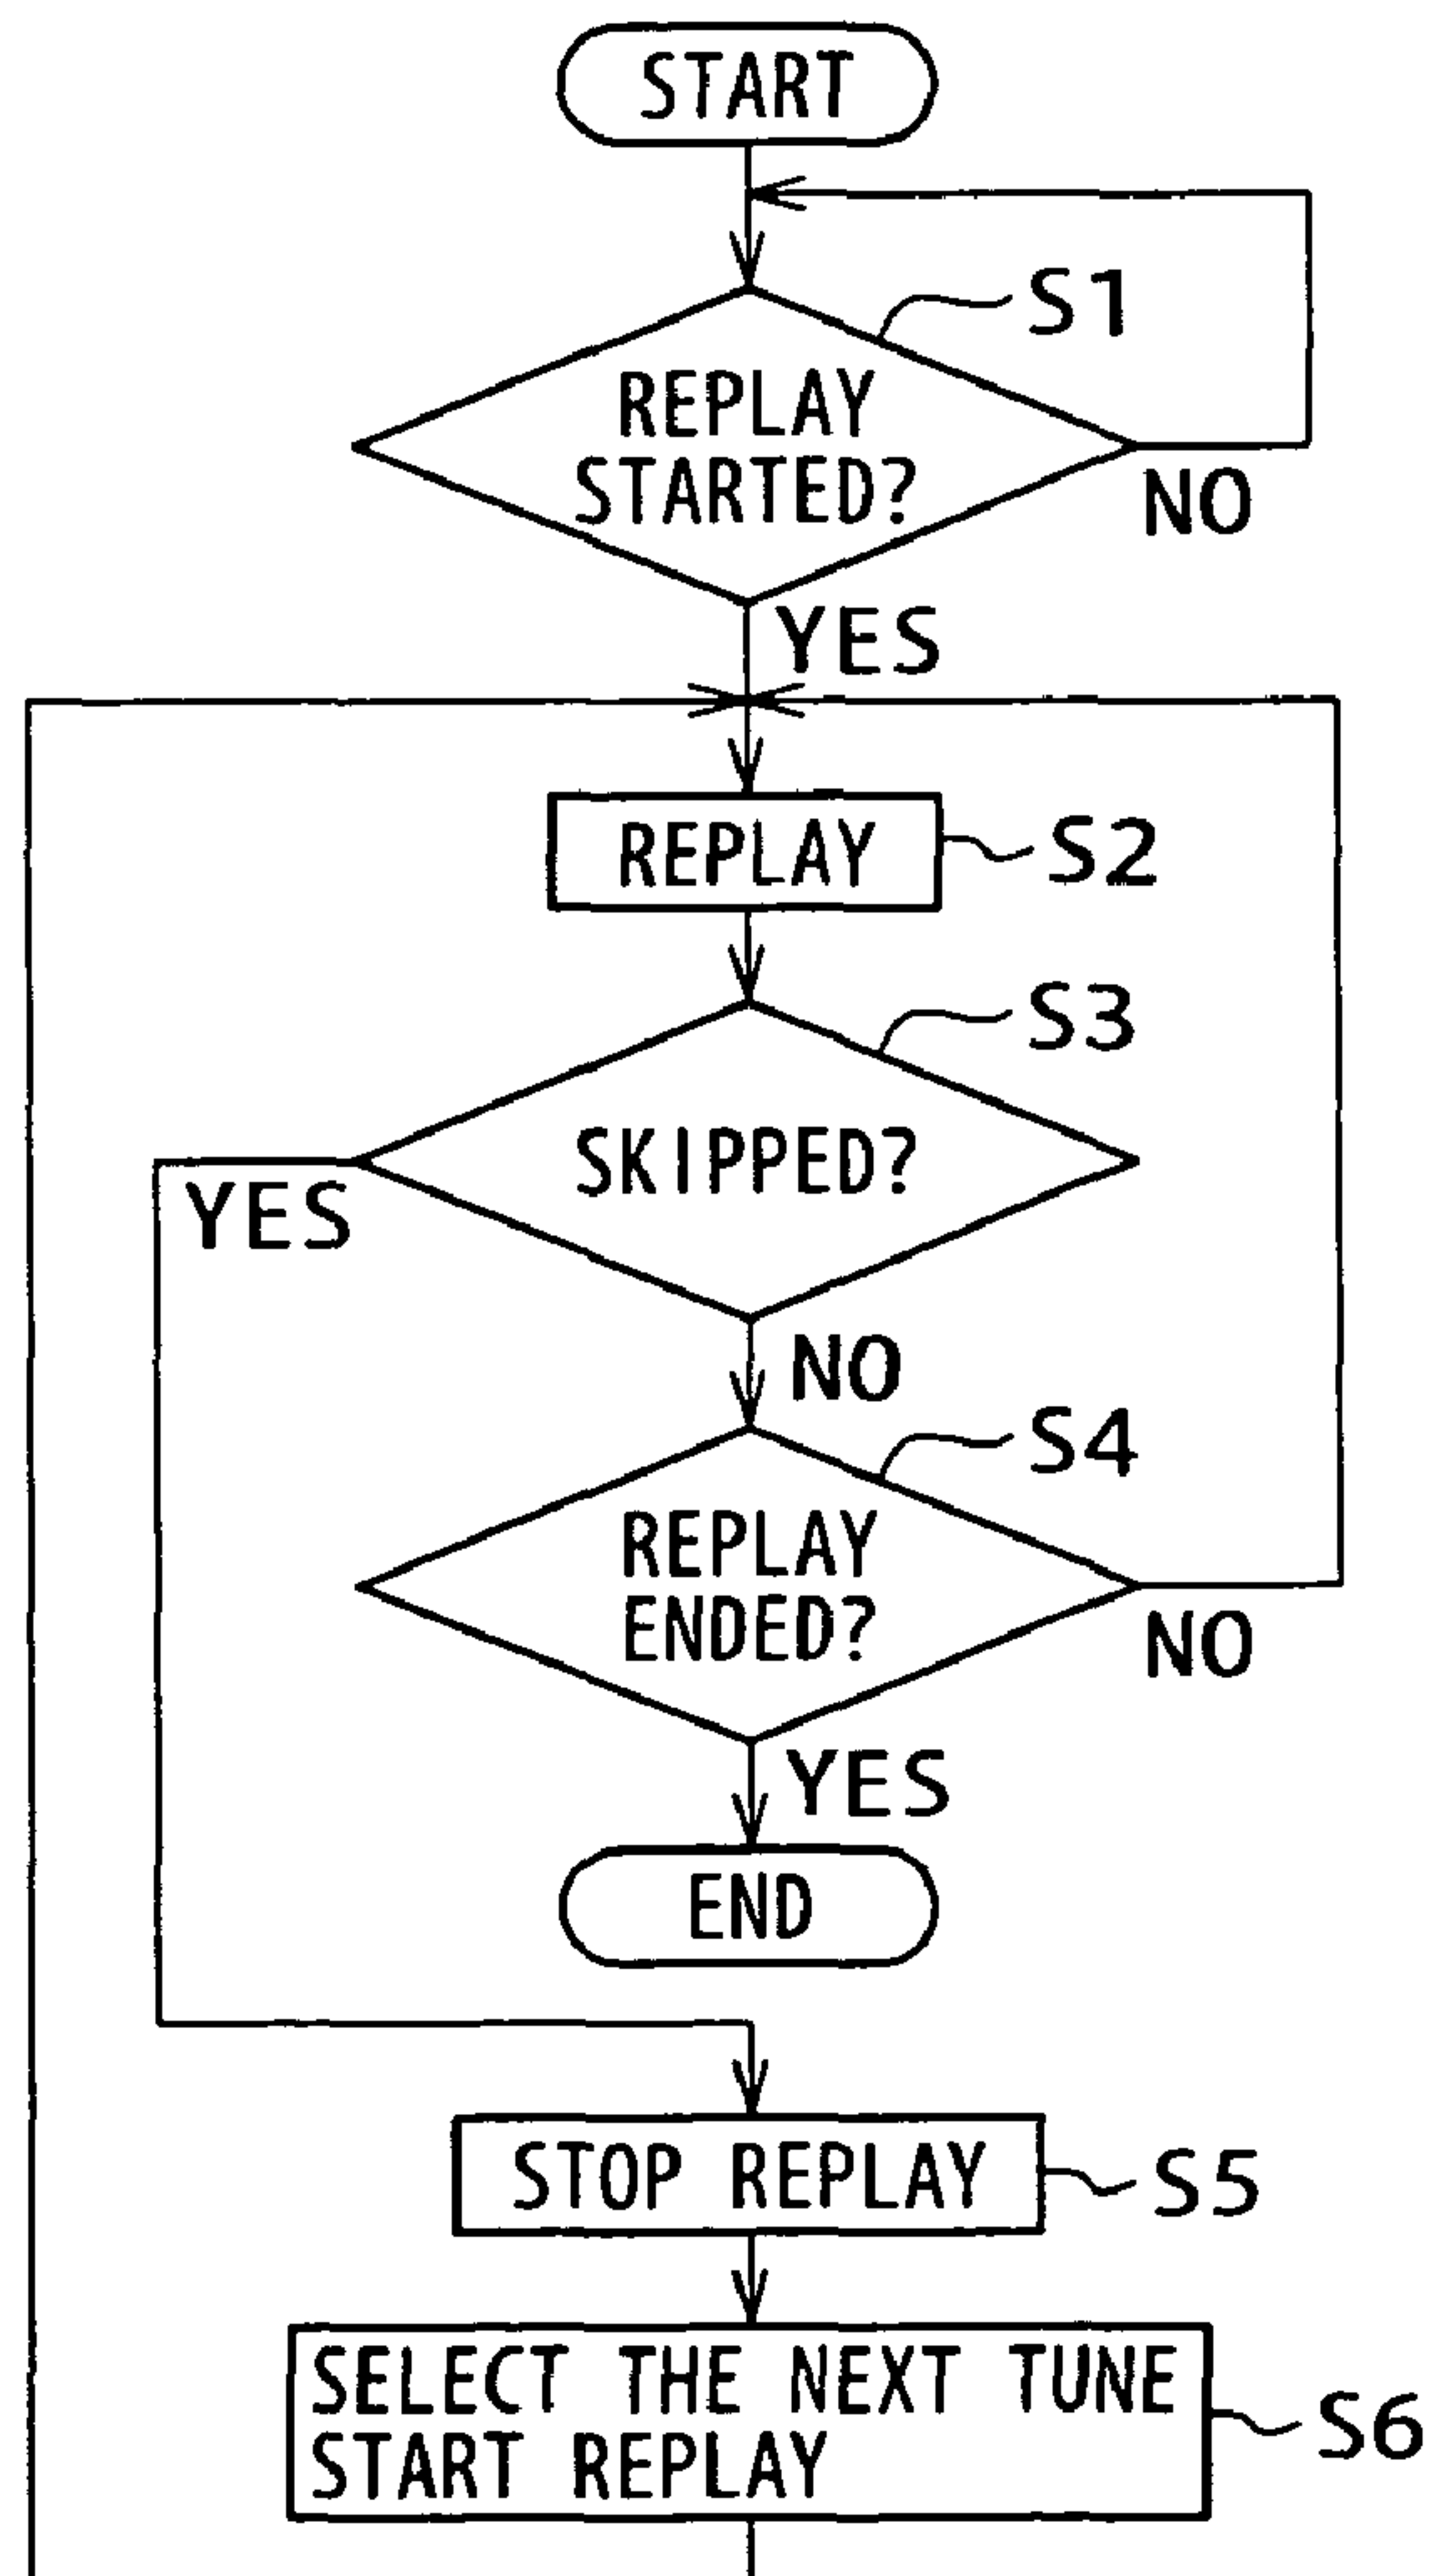 START
S1
REPLAY
STARTED?
NO
YES
REPLAY
S2
S3
SKIPPED?
YES
NO
S4
REPLAY
ENDED?
NO
YES
END
STOP REPLAY
S5
SELECT THE NEXT TUNE
START REPLAY
S6